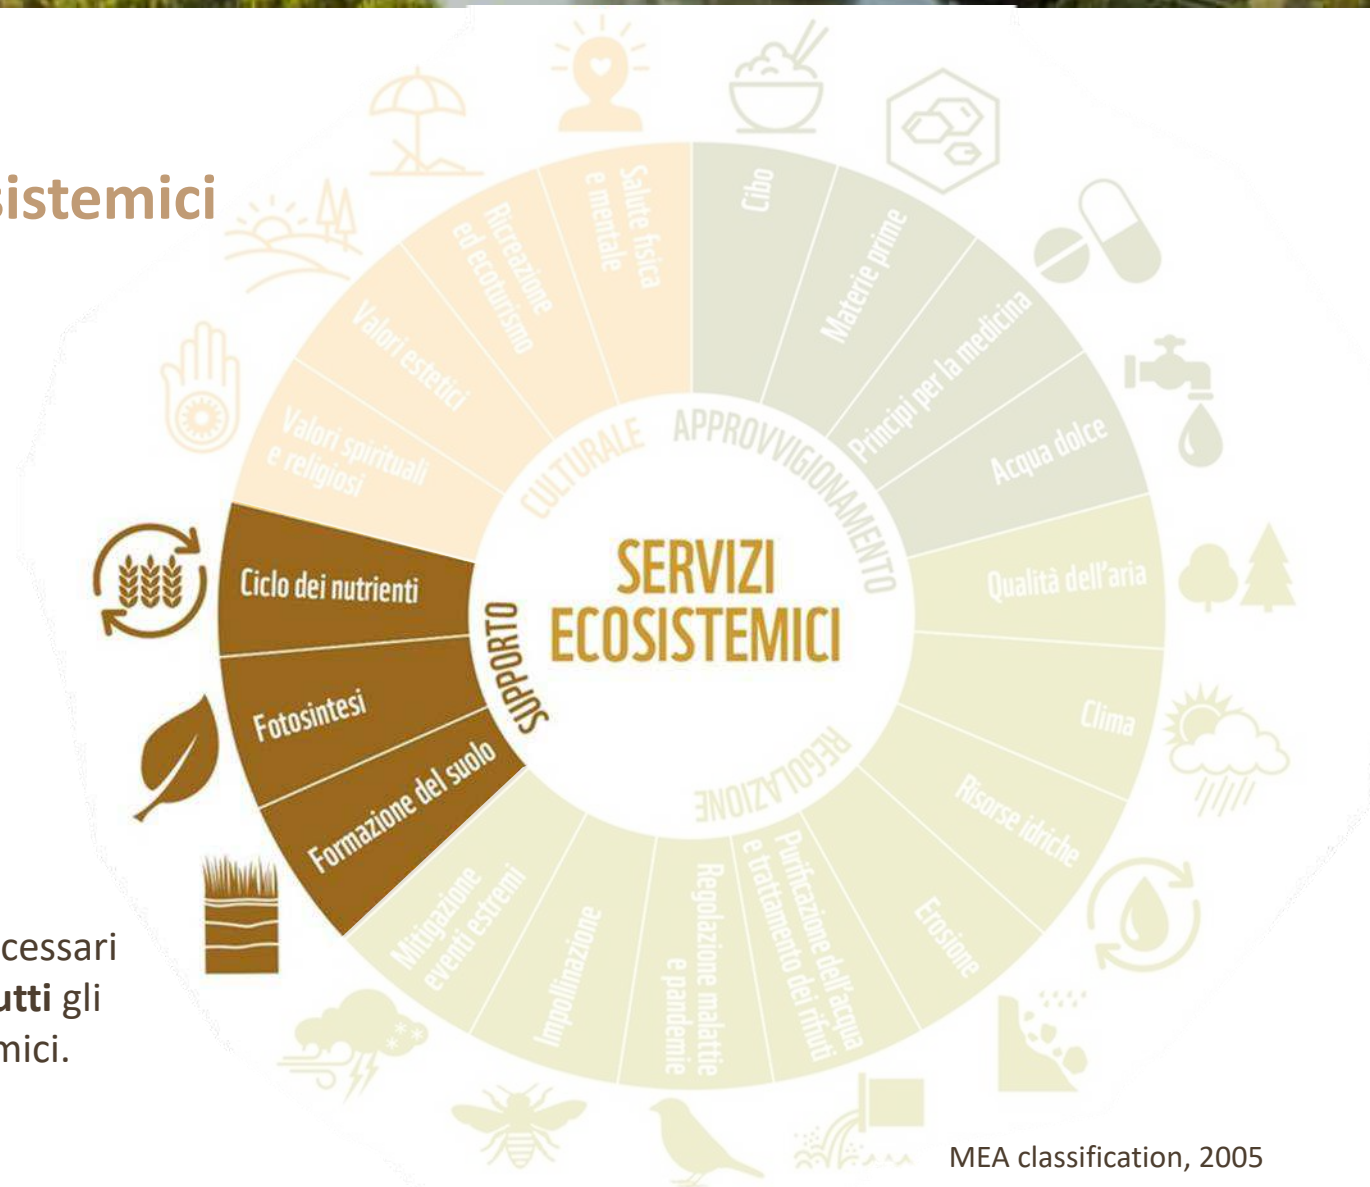 sistemici
Salute fisica
e mentale
Ricreazione
ed ecoturismo
Valori estetici
Valori spirituali
e religiosi
Cibo
Materie prime
Principi per la medicina
Acqua dolce
CULTURALE
APPROVVIGIONAMENTO
SERVIZI
ECOSISTEMICI
SUPPORTO
REGOLAZIONE
Ciclo dei nutrienti
Fotosintesi
Formazione del suolo
Qualità dell'aria
Clima
Risorse idriche
Erosione
Purificazione dell'acqua
e trattamento dei rifiuti
Regolazione malattie
e pandemie
Impollinazione
Mitigazione
eventi estremi
cessari
utti gli
mici.
MEA classification, 2005